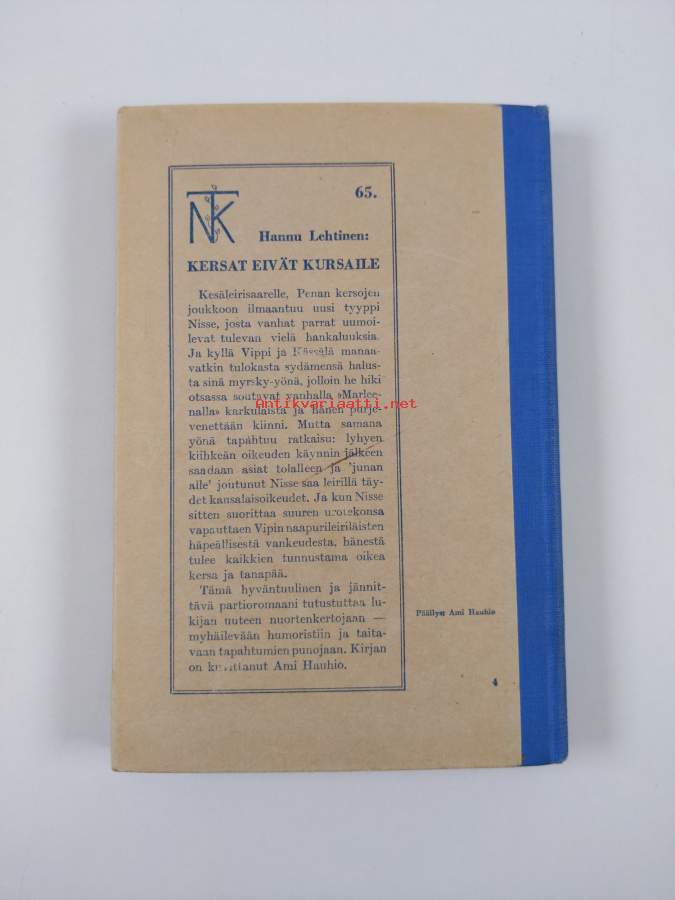 NTK
65.
Hannu Lehtinen:
KERSAT EIVÄT KURSAILE
Kesäleirisaarelle, Penan kersojen
joukkoon ilmaantuu uusi tyyppi
Nisse, josta vanhat parrat uumoi-
levat tulevan vielä hankaluuksia.
Ja kyllä Vippi ja Kässälä manaa-
vatkin tulokasta sydämensä halus-
ta sinä myrsky-yönä, jolloin he hiki
otsassa soutavat vanhalla »Marlee-
nalla» karkulaista ja hänen purje-
venettään kiinni. Mutta samana
yönä tapahtuu ratkaisu: lyhyen
kiihkeän oikeuden käynnin jälkeen
saadaan asiat tolalleen ja 'junan
alle' joutunut Nisse saa leirillä täy-
det kansalaisoikeudet. Ja kun Nisse
sitten suorittaa suuren urotekonsa
vapauttaen Vipin naapurileiriläisten
häpeällisestä vankeudesta, hänestä
tulee kaikkien tunnustama oikea
kersa ja tanapää.
Tämä hyväntuulinen ja jännit-
tävä partioromaani tutustuttaa lu-
kijan uuteen nuortenkertojaan —
myhäilevään humoristiin ja taita-
vaan tapahtumien punojaan. Kirjan
on kuvittanut Ami Hauhio.
Päällys: Ami Hauhio
4
Antikvariaatti.net